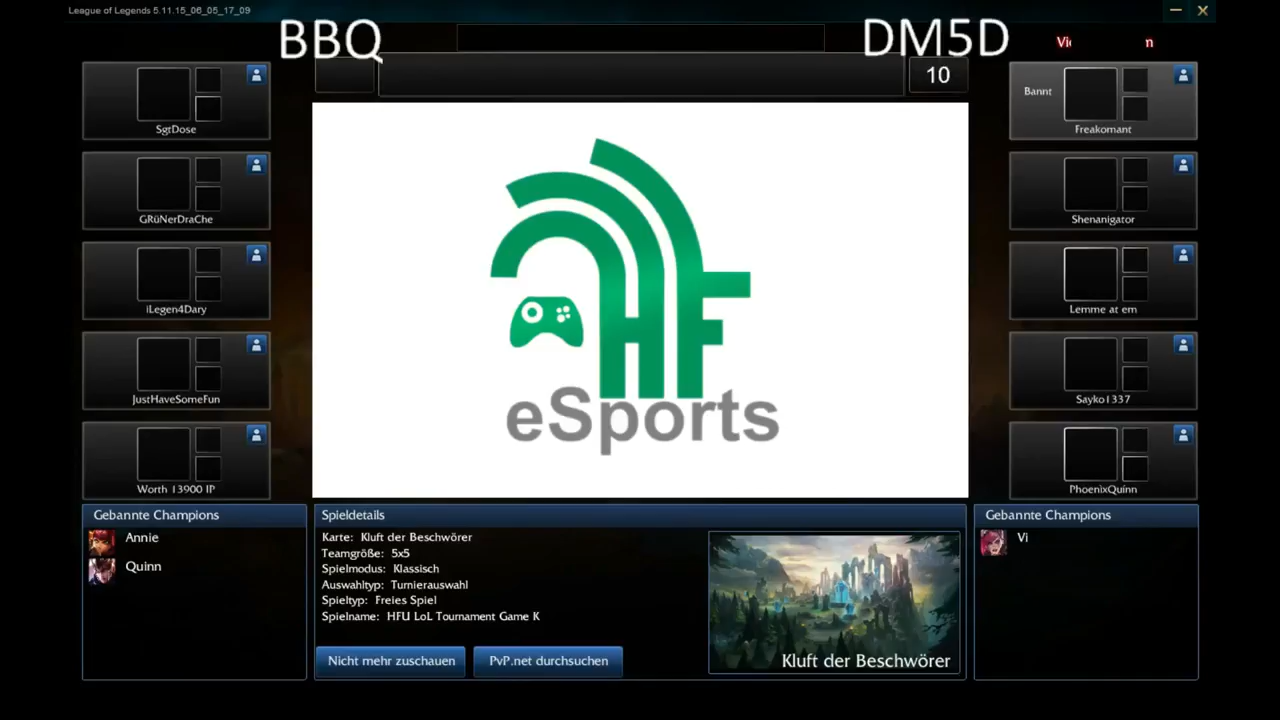 League of Legends 5.11.15_06_05_17_09
BBQ
DM5D
10
SgtDose
GRüNerDraChe
iLegen4Dary
JustHaveSomeFun
Worth 13900 IP
Bannt
Freakomant
Shenanigator
Lemme at em
Sayko1337
PhoenìxQuínn
HF
eSports
Gebannte Champions
Annie
Quinn
Spieldetails
Karte: Kluft der Beschwörer
Teamgröße: 5x5
Spielmodus: Klassisch
Auswahltyp: Turnierauswahl
Spieltyp: Freies Spiel
Spielname: HFU LoL Tournament Game K
Nicht mehr zuschauen
PvP.net durchsuchen
Kluft der Beschwörer
Gebannte Champions
Vi